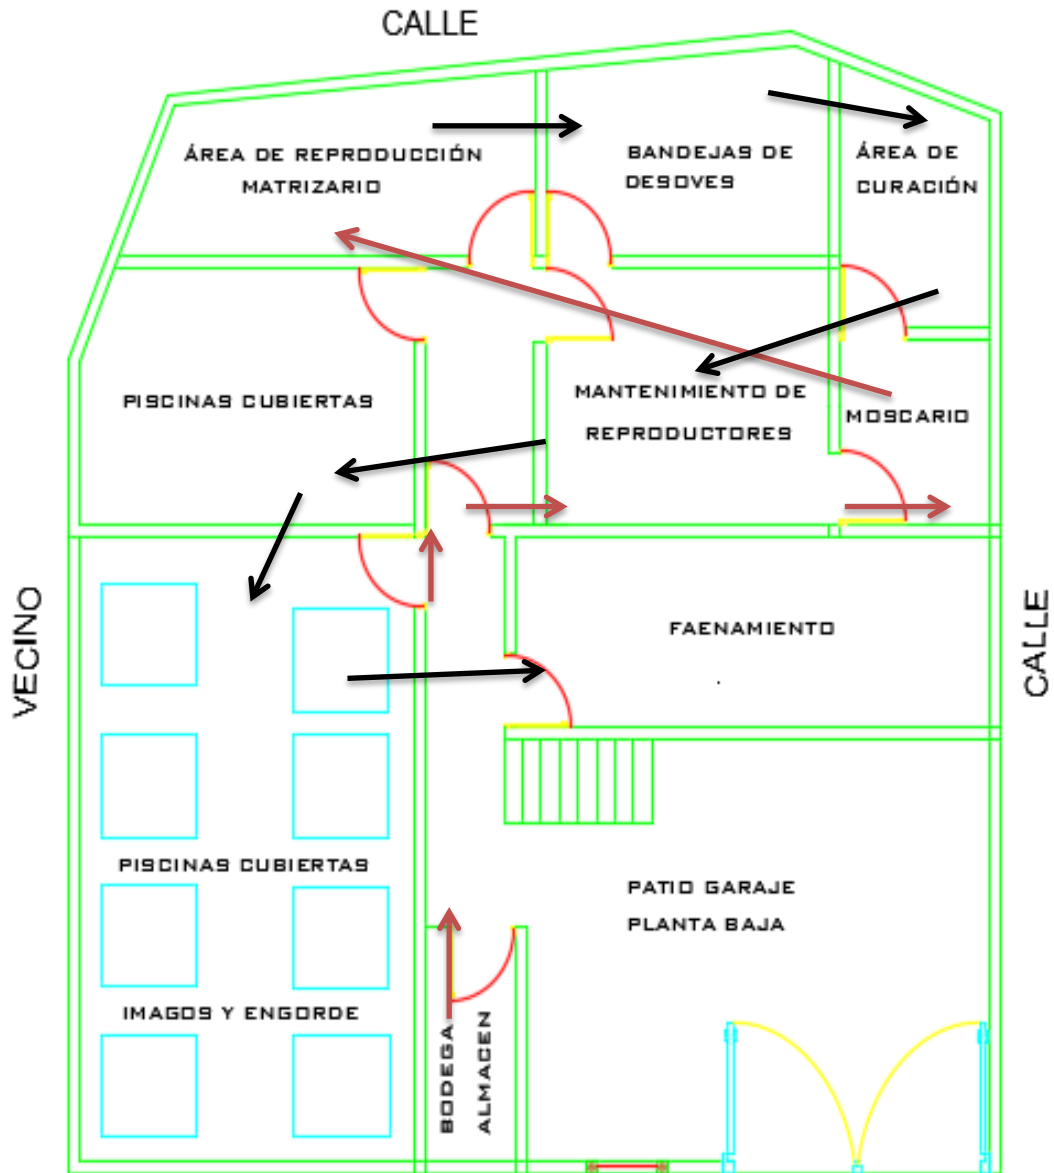 CALLE
ÁREA DE REPRODUCCIÓN
MATRIZARIO
BANDEJAS DE
DESOVES
ÁREA DE
CURACIÓN
PISCINAS CUBIERTAS
MANTENIMIENTO DE
REPRODUCTORES
MOSCARIO
VECINO
FAENAMIENTO
CALLE
PISCINAS CUBIERTAS
PATIO GARAJE
PLANTA BAJA
IMAGOS Y ENGORDE
BODEGA
ALMACEN